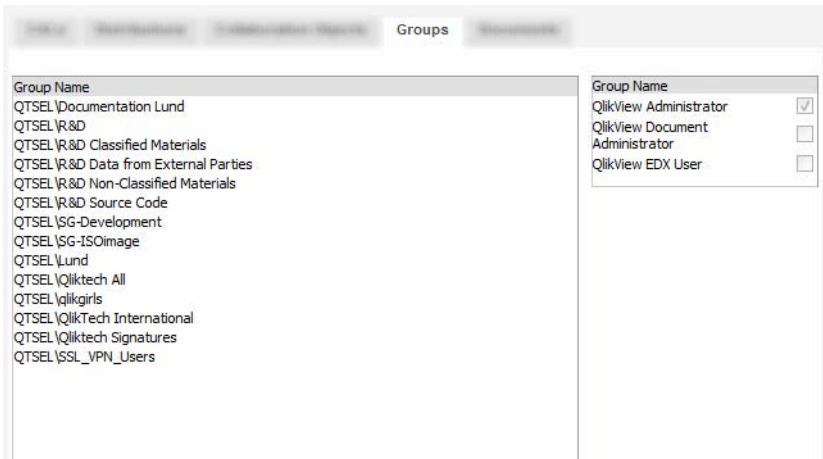 Groups
Group Name
QTSEL\Documentation Lund
QTSEL\R&D
QTSEL\R&D Classified Materials
QTSEL\R&D Data from External Parties
QTSEL\R&D Non-Classified Materials
QTSEL\R&D Source Code
QTSEL\SG-Development
QTSEL\SG-ISOimage
QTSEL\Lund
QTSEL\Qliktech All
QTSEL\qlikgirls
QTSEL\QlikTech International
QTSEL\Qliktech Signatures
QTSEL\SSL_VPN_Users
Group Name
QlikView Administrator
QlikView Document
Administrator
QlikView EDX User